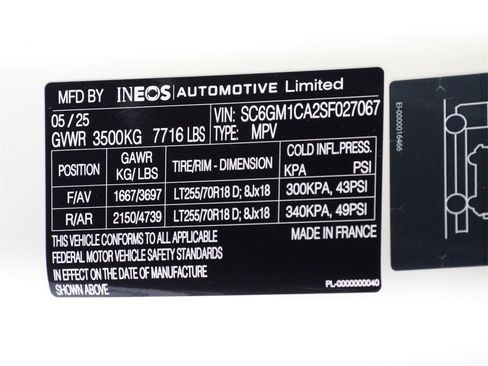 MFD BY INEOS | AUTOMOTIVE Limited
05 / 25 VIN: SC6GM1CA2SF027067
GVWR 3500KG 7716 LBS TYPE: MPV
POSITION GAWR KG/ LBS TIRE/RIM - DIMENSION COLD INFL.PRESS. KPA PSI
F/AV 1667/3697 LT255/70R18 D; 8Jx18 300KPA, 43PSI
R/AR 2150/4739 LT255/70R18 D; 8Jx18 340KPA, 49PSI
THIS VEHICLE CONFORMS TO ALL APPLICABLE MADE IN FRANCE
FEDERAL MOTOR VEHICLE SAFETY STANDARDS
IN EFFECT ON THE DATE OF MANUFACTURE
SHOWN ABOVE
PL-0000000040
EI-0000016466